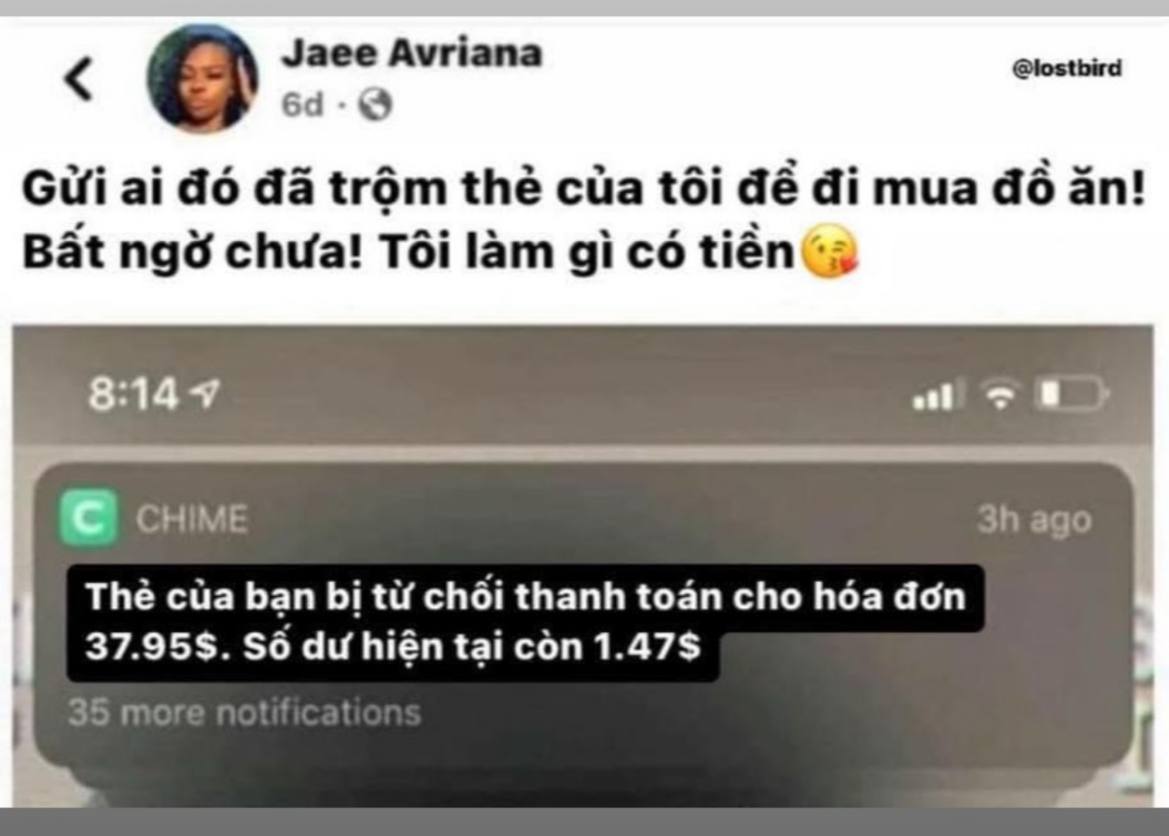 Jaee Avriana
@lostbird
6d ·
Gửi ai đó đã trộm thẻ của tôi để đi mua đồ ăn!
Bất ngờ chưa! Tôi làm gì có tiền😘
8:14
CHIME
3h ago
Thẻ của bạn bị từ chối thanh toán cho hóa đơn
37.95$. Số dư hiện tại còn 1.47$
35 more notifications